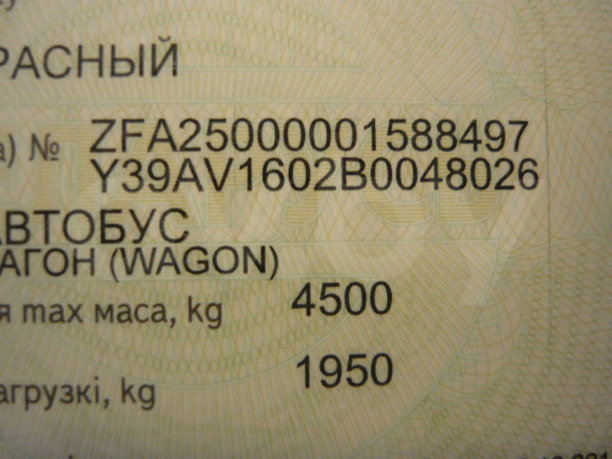 РАСНЫЙ
а) № ZFA25000001588497
Y39AV1602B0048026
АВТОБУС
АГОН (WAGON)
я max маса, kg 4500
агрузкі, kg 1950